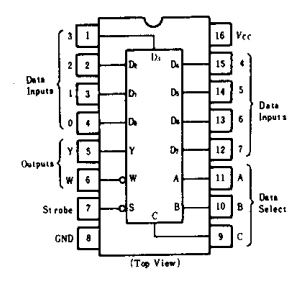 3 1 16 Vcc
D3
2 2 D2 D4 15 4
Data Inputs
1 3 D1 D5 14 5
Data Inputs
0 4 D0 D6 13 6
Y 5 Y D7 12 7
Outputs
W 6 W A 11 A
Strobe 7 S B 10 B
Data Select
C
GND 8 9 C
(Top View)